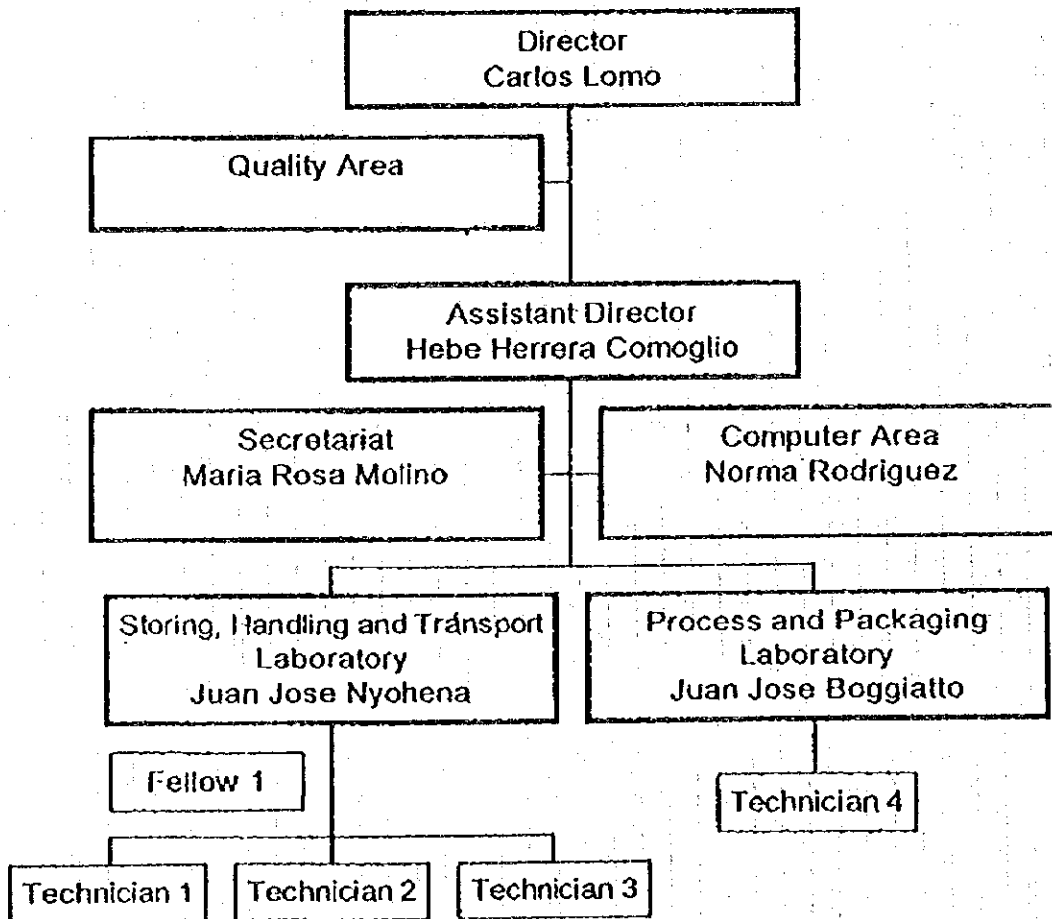 Director
Carlos Lomo
Quality Area
Assistant Director
Hebe Herrera Comoglio
Secretariat
Maria Rosa Molino
Computer Area
Norma Rodriguez
Storing, Handling and Transport
Laboratory
Juan Jose Nyohena
Process and Packaging
Laboratory
Juan Jose Boggiatto
Fellow 1
Technician 4
Technician 1
Technician 2
Technician 3